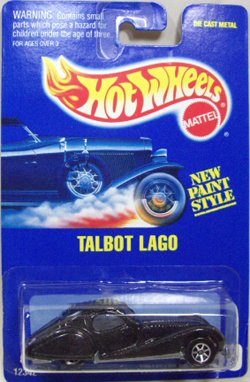 WARNING: Contains small
parts which pose a hazard for
children under the age of three.
FOR AGES OVER 3
DIE CAST METAL
Hot Wheels
MATTEL
NEW
PAINT
STYLE
TALBOT LAGO
12342